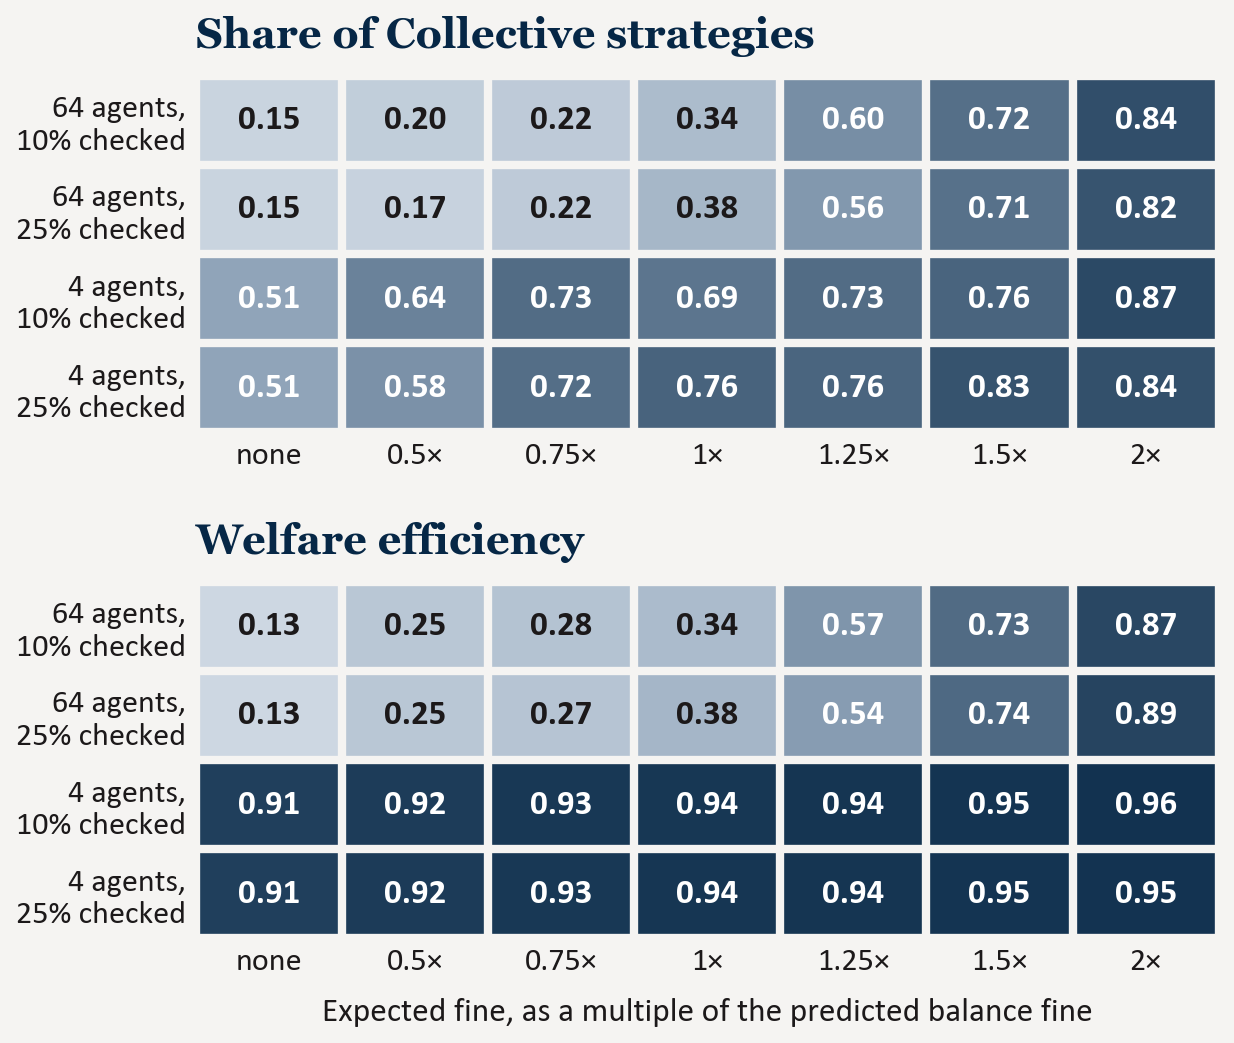 Share of Collective strategies
64 agents,
10% checked
0.15 0.20 0.22 0.34 0.60 0.72 0.84
64 agents,
25% checked
0.15 0.17 0.22 0.38 0.56 0.71 0.82
4 agents,
10% checked
0.51 0.64 0.73 0.69 0.73 0.76 0.87
4 agents,
25% checked
0.51 0.58 0.72 0.76 0.76 0.83 0.84
none 0.5× 0.75× 1× 1.25× 1.5× 2×
Welfare efficiency
64 agents,
10% checked
0.13 0.25 0.28 0.34 0.57 0.73 0.87
64 agents,
25% checked
0.13 0.25 0.27 0.38 0.54 0.74 0.89
4 agents,
10% checked
0.91 0.92 0.93 0.94 0.94 0.95 0.96
4 agents,
25% checked
0.91 0.92 0.93 0.94 0.94 0.95 0.95
none 0.5× 0.75× 1× 1.25× 1.5× 2×
Expected fine, as a multiple of the predicted balance fine